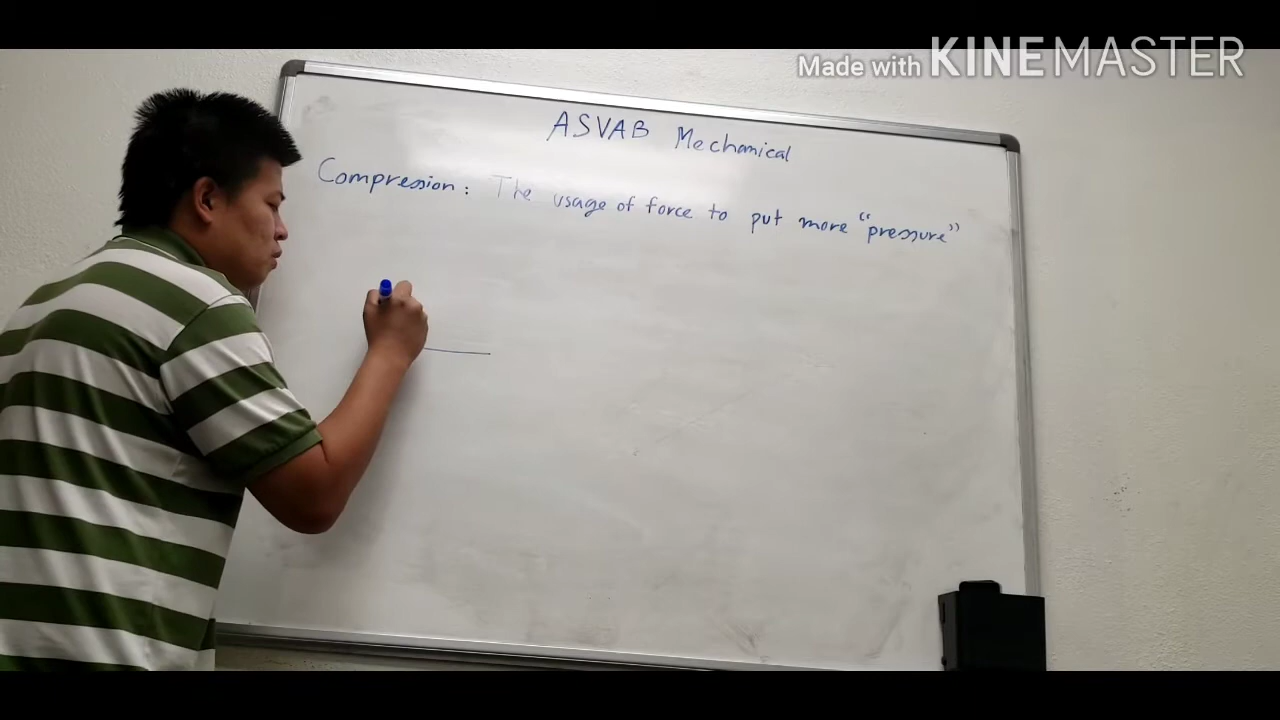 Made with KINEMASTER
ASVAB Mechanical
Compression: The usage of force to put more "pressure"